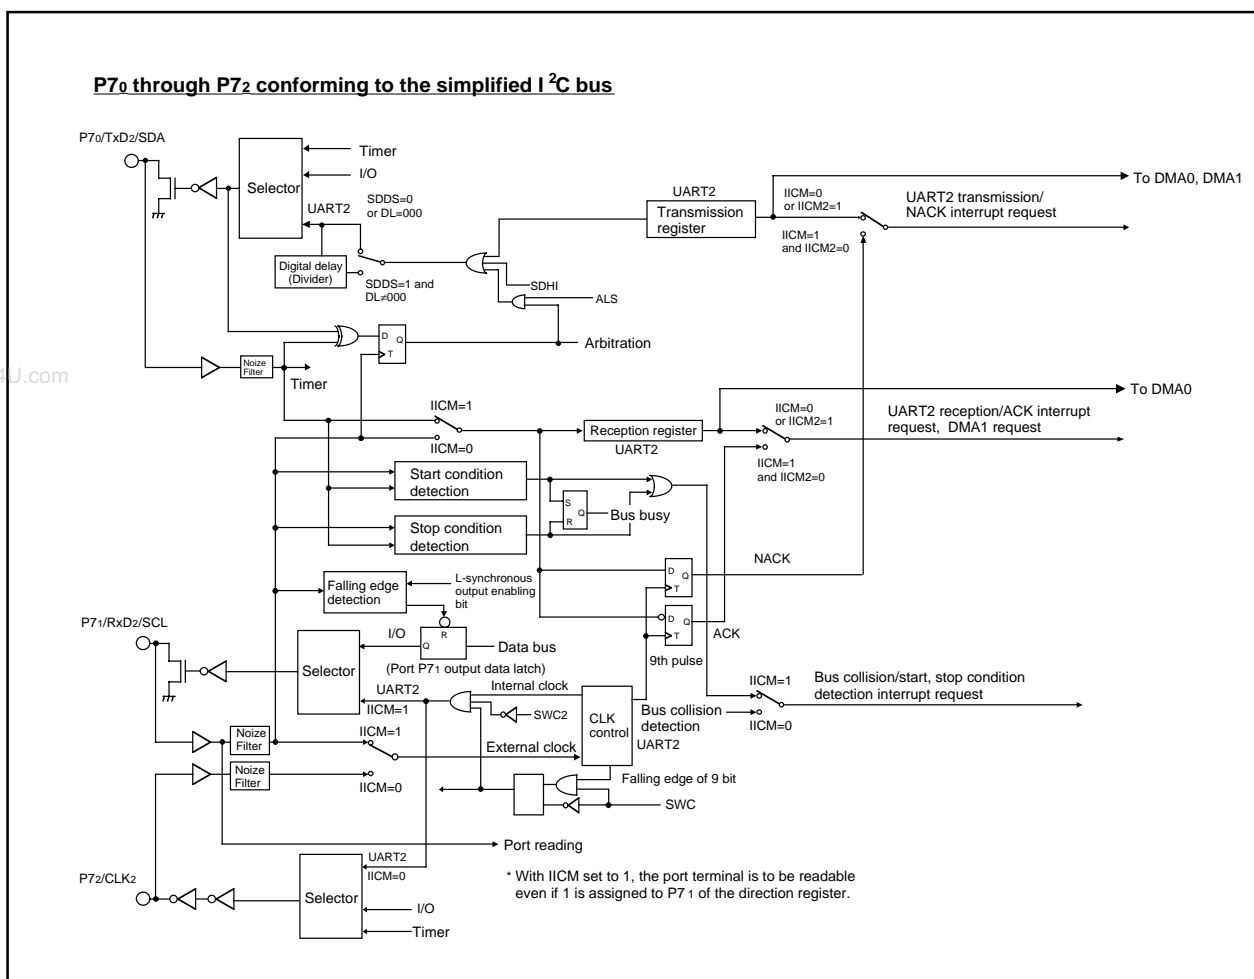 P70 through P72 conforming to the simplified I 2C bus
P70/TxD2/SDA
Selector
Timer
I/O
UART2
SDDS=0
or DL=000
Digital delay
(Divider)
SDDS=1 and
DL≠000
UART2
Transmission
register
SDHI
ALS
To DMA0, DMA1
IICM=0
or IICM2=1
UART2 transmission/
NACK interrupt request
IICM=1
and IICM2=0
D
Q
T
Arbitration
Noize
Filter
Timer
4U.com
To DMA0
IICM=1
IICM=0
Reception register
UART2
IICM=0
or IICM2=1
UART2 reception/ACK interrupt
request, DMA1 request
IICM=1
and IICM2=0
Start condition
detection
S
Q
R
Bus busy
Stop condition
detection
NACK
D
Q
T
Falling edge
detection
L-synchronous
output enabling
bit
D
Q
T
ACK
9th pulse
P71/RxD2/SCL
Selector
I/O
R
Q
Data bus
(Port P71 output data latch)
UART2
IICM=1
Internal clock
SWC2
CLK
control
UART2
Bus collision
detection
IICM=1
IICM=0
Bus collision/start, stop condition
detection interrupt request
Noize
Filter
IICM=1
External clock
Noize
Filter
IICM=0
Falling edge of 9 bit
SWC
Port reading
P72/CLK2
Selector
UART2
IICM=0
I/O
Timer
* With IICM set to 1, the port terminal is to be readable
even if 1 is assigned to P71 of the direction register.